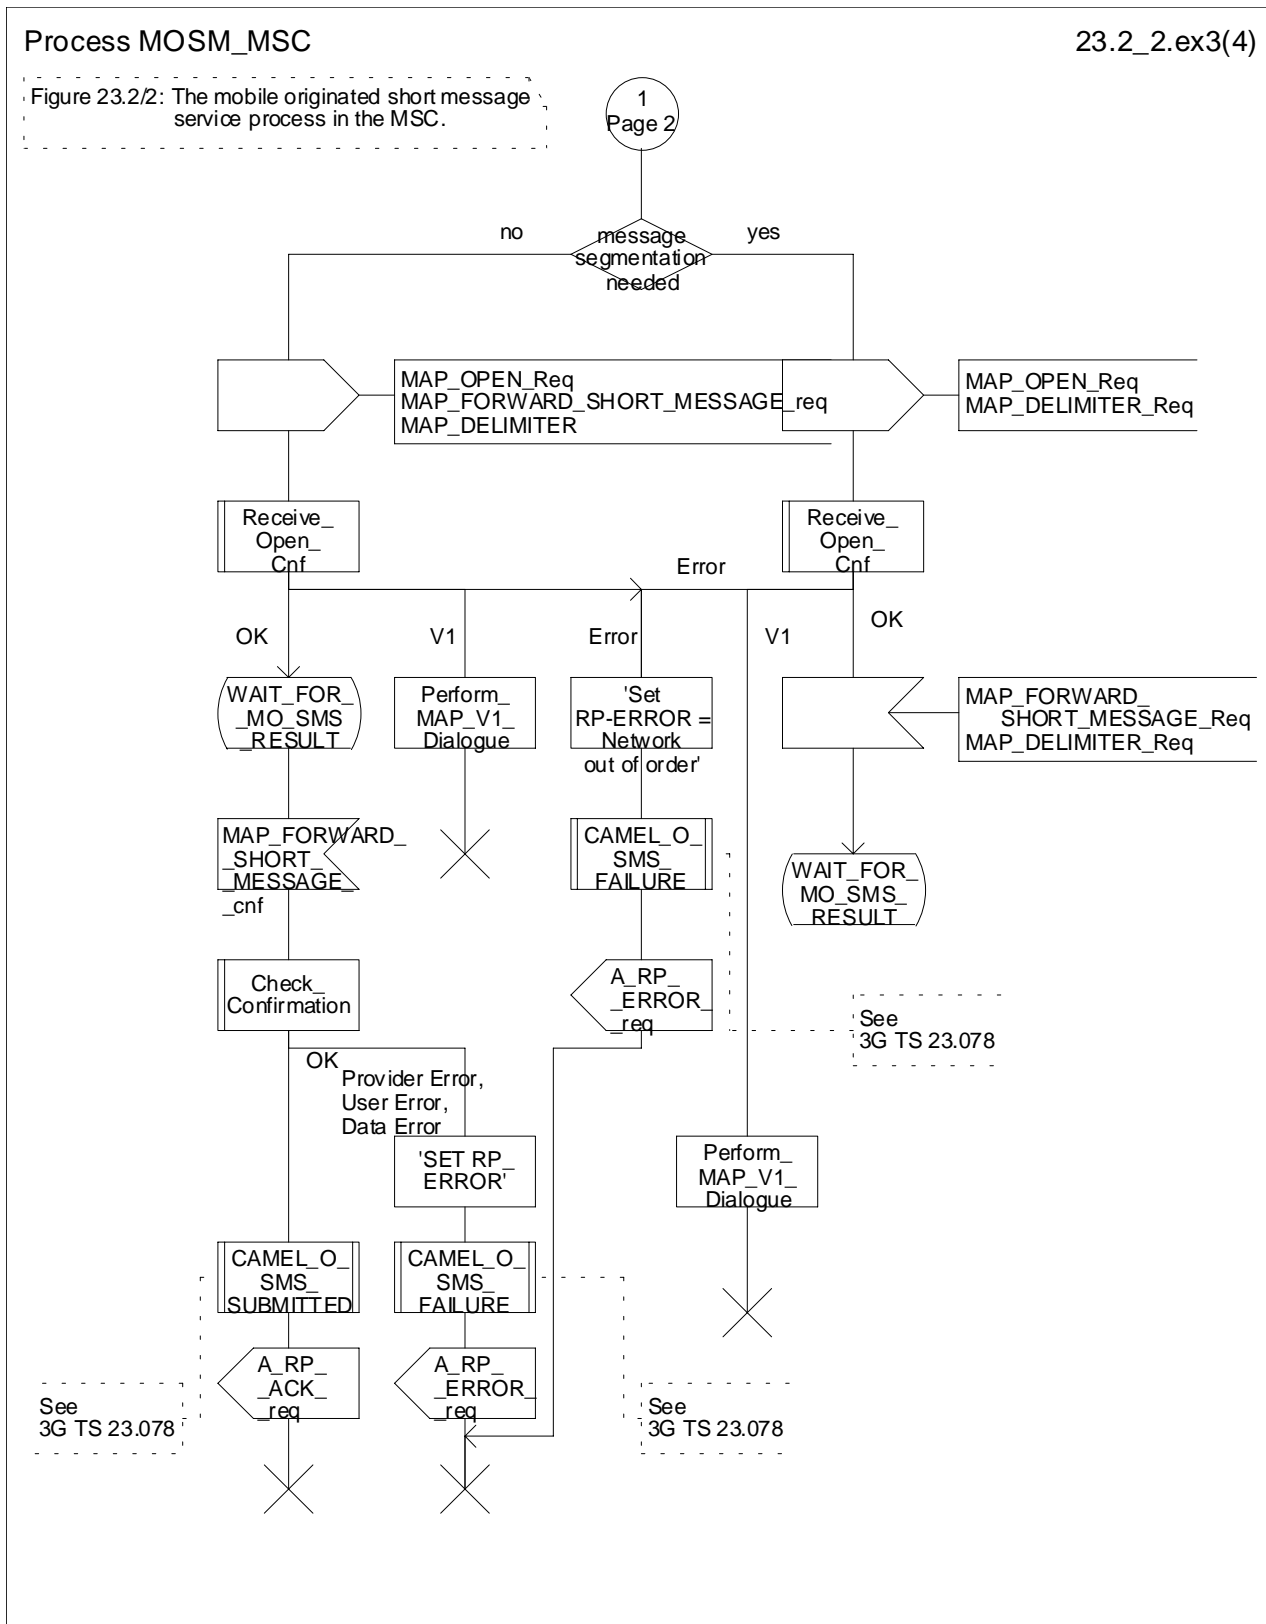 Process MOSM_MSC
23.2_2.ex3(4)
Figure 23.2/2: The mobile originated short message
service process in the MSC.
1
Page 2
no
message
segmentation
needed
yes
MAP_OPEN_Req
MAP_FORWARD_SHORT_MESSAGE_req
MAP_DELIMITER
MAP_OPEN_Req
MAP_DELIMITER_Req
Receive_
Open_
Cnf
Receive_
Open_
Cnf
Error
OK
V1
Error
V1
OK
WAIT_FOR_
_MO_SMS
_RESULT
Perform_
MAP_V1_
Dialogue
'Set
RP-ERROR =
Network
out of order'
MAP_FORWARD_
SHORT_MESSAGE_Req
MAP_DELIMITER_Req
MAP_FORWARD_
_SHORT_
_MESSAGE_
_cnf
CAMEL_O_
SMS_
FAILURE
WAIT_FOR_
MO_SMS_
RESULT
Check_
Confirmation
A_RP_
_ERROR_
_req
See
3G TS 23.078
OK
Provider Error,
User Error,
Data Error
'SET RP_
ERROR'
Perform_
MAP_V1_
Dialogue
CAMEL_O_
SMS_
SUBMITTED
CAMEL_O_
SMS_
FAILURE
A_RP_
_ACK_
_req
A_RP_
_ERROR_
_req
See
3G TS 23.078
See
3G TS 23.078